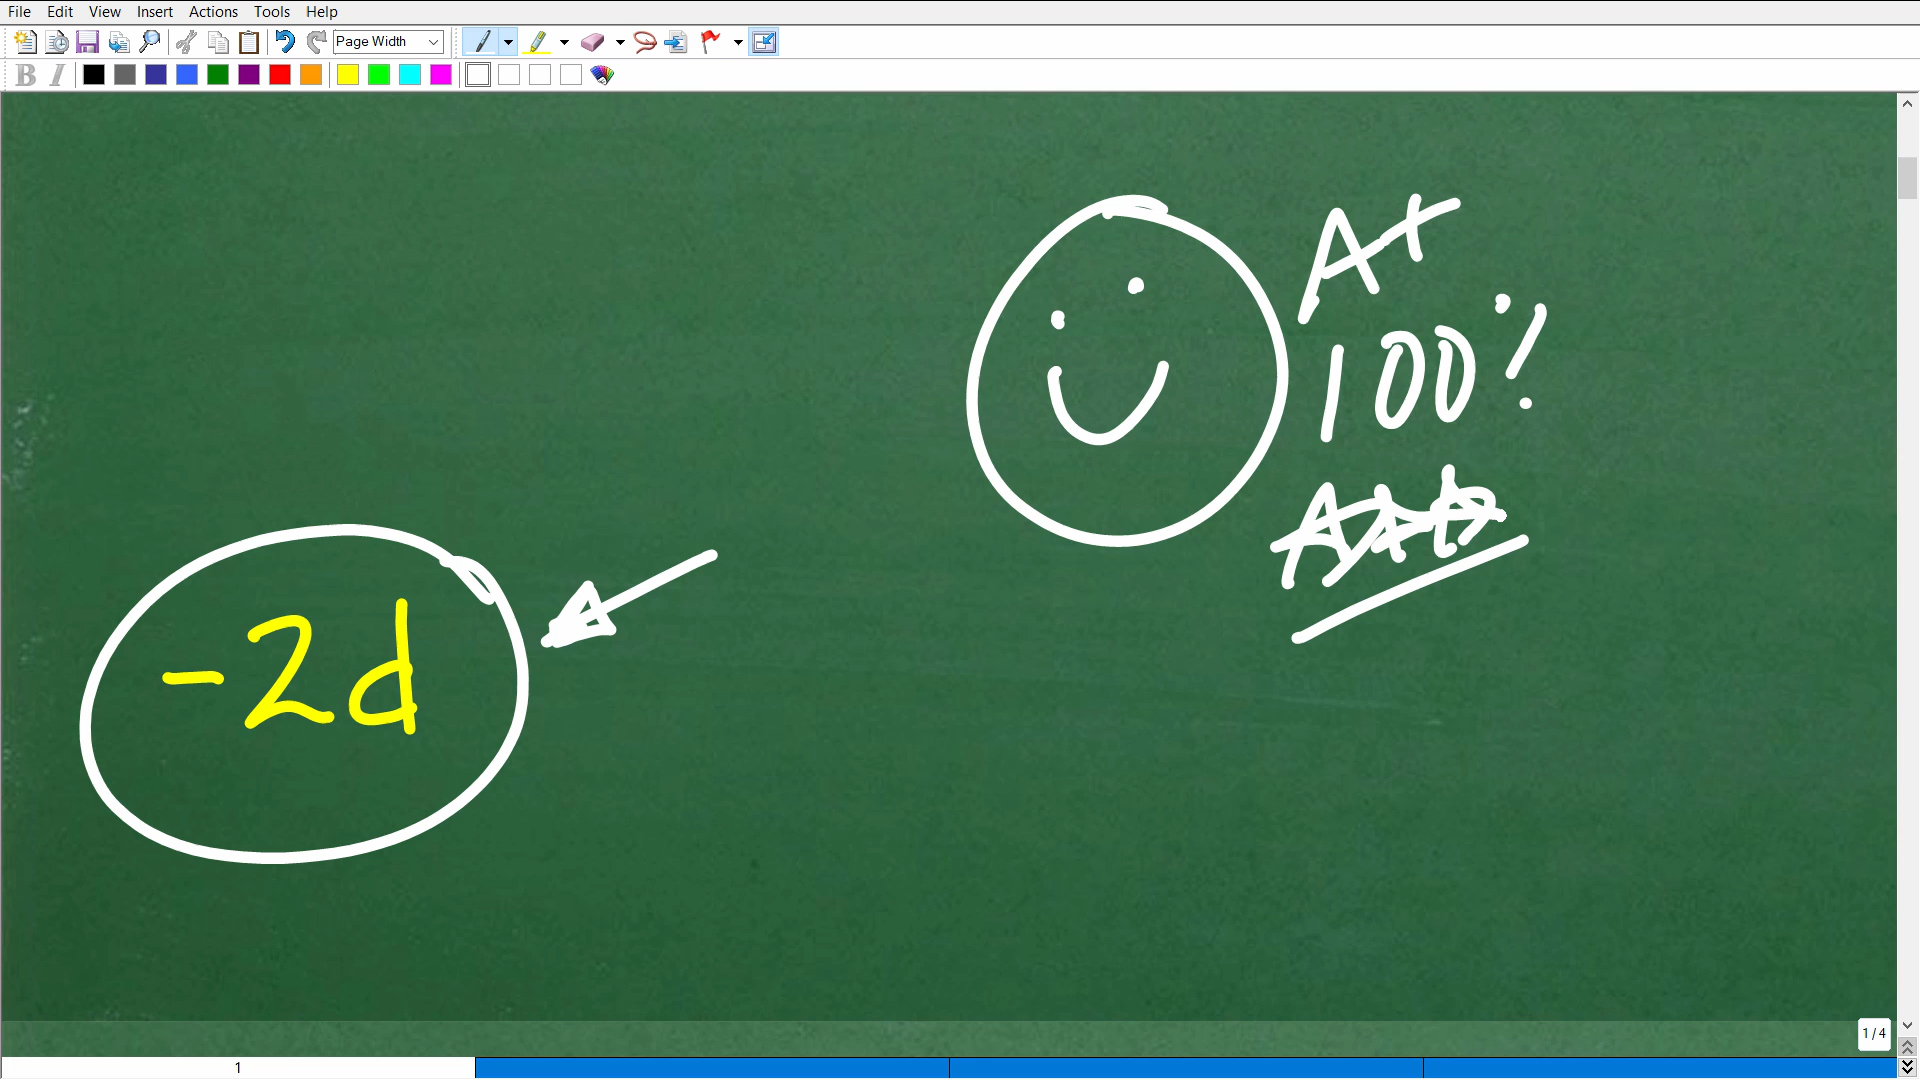 File Edit View Insert Actions Tools Help
Page Width
B I
A+
100%
-2d
1/4
1